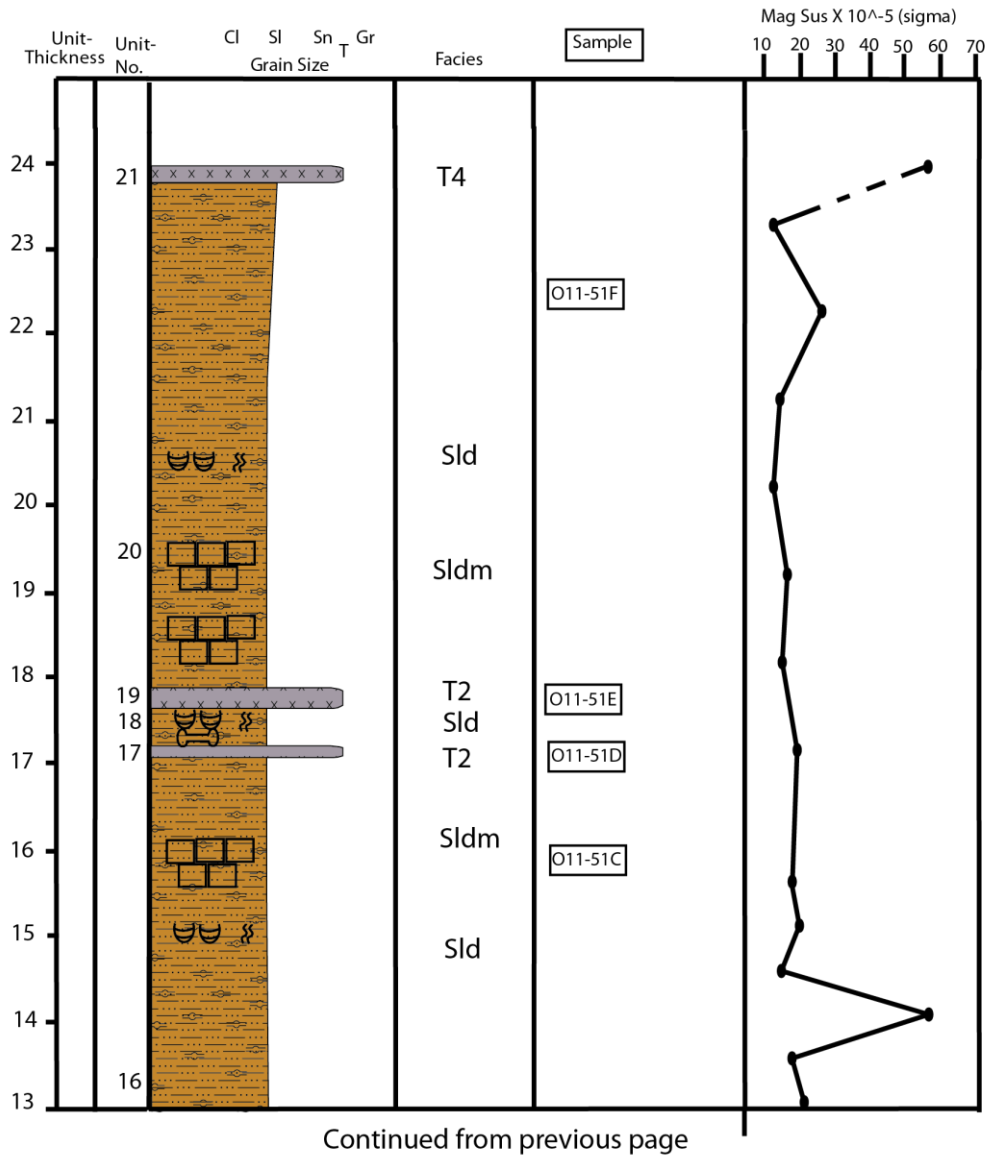 Unit-Thickness
Unit-No.
Cl Sl Sn T Gr
Grain Size
Facies
Sample
Mag Sus X 10^-5 (sigma)
10 20 30 40 50 60 70
24
21
T4
23
O11-51F
22
21
Sld
20
20
Sldm
19
18
19
T2
O11-51E
18
Sld
17
T2
O11-51D
17
Sldm
16
O11-51C
15
Sld
14
16
13
Continued from previous page